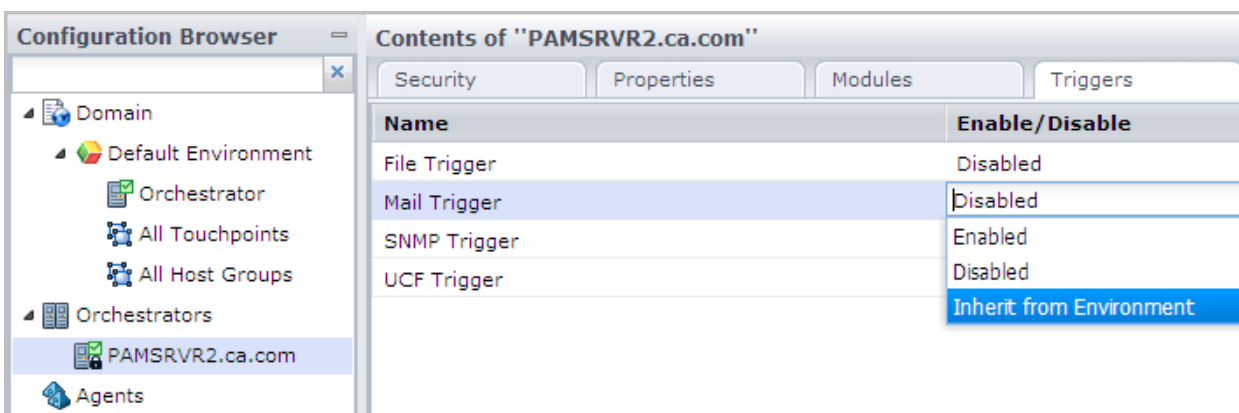 Configuration Browser
Contents of "PAMSRVR2.ca.com"
Security Properties Modules Triggers
Domain
Default Environment
Orchestrator
All Touchpoints
All Host Groups
Orchestrators
PAMSRVR2.ca.com
Agents
Name Enable/Disable
File Trigger Disabled
Mail Trigger Disabled
SNMP Trigger
UCF Trigger
Enabled
Disabled
Inherit from Environment